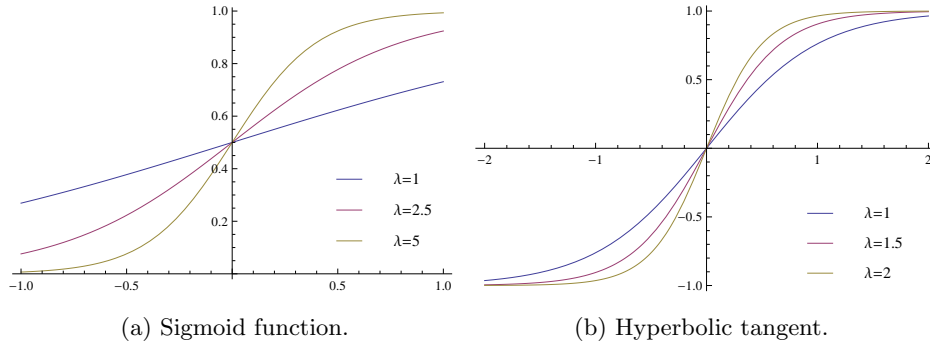 1.0
0.8
0.6
0.4
0.2
−1.0 −0.5 0.5 1.0
λ=1
λ=2.5
λ=5
(a) Sigmoid function.
1.0
0.5
−2 −1 1 2
−0.5
−1.0
λ=1
λ=1.5
λ=2
(b) Hyperbolic tangent.